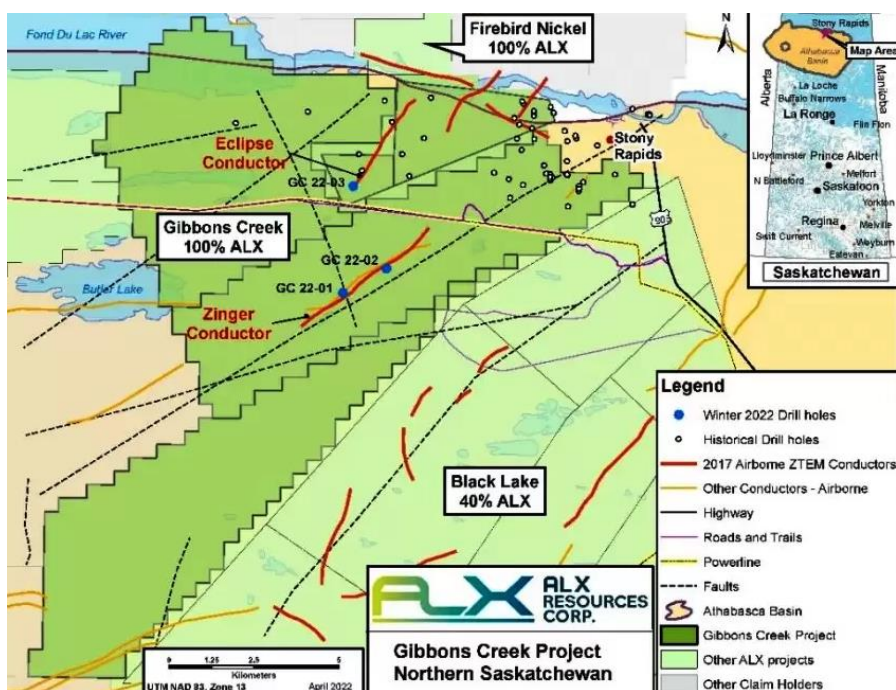 Fond Du Lac River
Firebird Nickel
100% ALX
N
Stony Rapids
Map Area
Athabasca
Basin
Alberta
Manitoba
La Loche
Buffalo Narrows
La Ronge
Flin Flon
Lloydminster
Prince Albert
Melfort
N Battleford
Saskatoon
Yorkton
Regina
Melville
Swift Current
Weyburn
Estevan
Saskatchewan
Eclipse
Conductor
Stony
Rapids
GC 22-03
905
Gibbons Creek
100% ALX
GC 22-02
Butler Lake
GC 22-01
Zinger
Conductor
Black Lake
40% ALX
Legend
Winter 2022 Drill holes
Historical Drill holes
2017 Airborne ZTEM Conductors
Other Conductors - Airborne
Highway
Roads and Trails
Powerline
Faults
Athabasca Basin
Gibbons Creek Project
Other ALX projects
Other Claim Holders
ALX
ALX
RESOURCES
CORP.
Gibbons Creek Project
Northern Saskatchewan
0 1.25 2.5 5
Kilometers
UTM NAD 83, Zone 13 April 2022